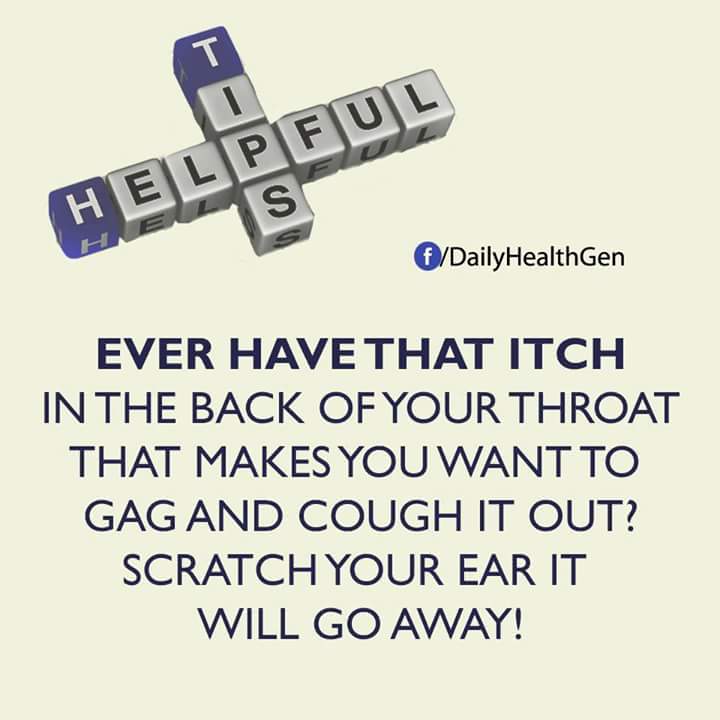 TIPS
HELPFUL
f/DailyHealthGen
EVER HAVE THAT ITCH
IN THE BACK OF YOUR THROAT
THAT MAKES YOU WANT TO
GAG AND COUGH IT OUT?
SCRATCH YOUR EAR IT
WILL GO AWAY!